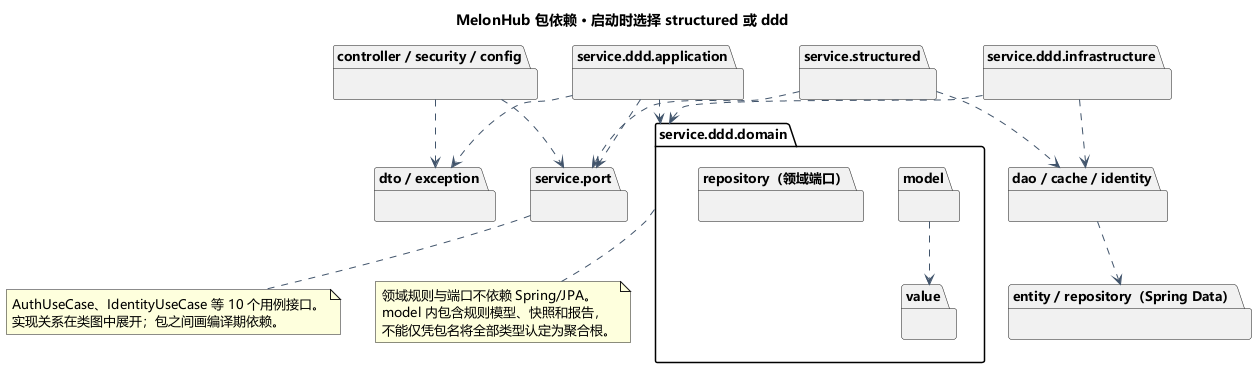 MelonHub 包依赖 · 启动时选择 structured 或 ddd
controller / security / config
service.ddd.application
service.structured
service.ddd.infrastructure
service.ddd.domain
dto / exception
service.port
repository（领域端口）
model
dao / cache / identity
value
entity / repository（Spring Data）
AuthUseCase、IdentityUseCase 等 10 个用例接口。
实现关系在类图中展开；包之间画编译期依赖。
领域规则与端口不依赖 Spring/JPA。
model 内包含规则模型、快照和报告，
不能仅凭包名将全部类型认定为聚合根。